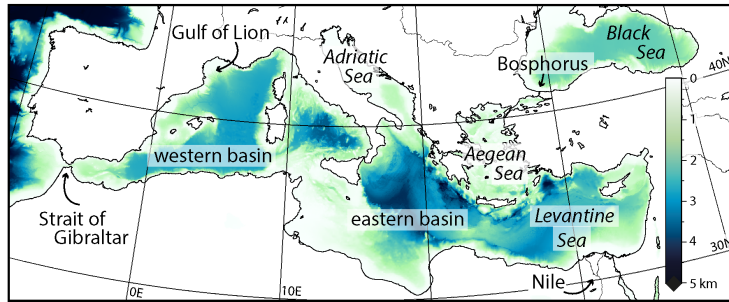 Gulf of Lion
Adriatic
Sea
Black
Sea
Bosphorus
40N
0
1
2
3
4
5 km
western basin
Aegean
Sea
Strait of
Gibraltar
eastern basin
Levantine
Sea
30N
Nile
0E
10E